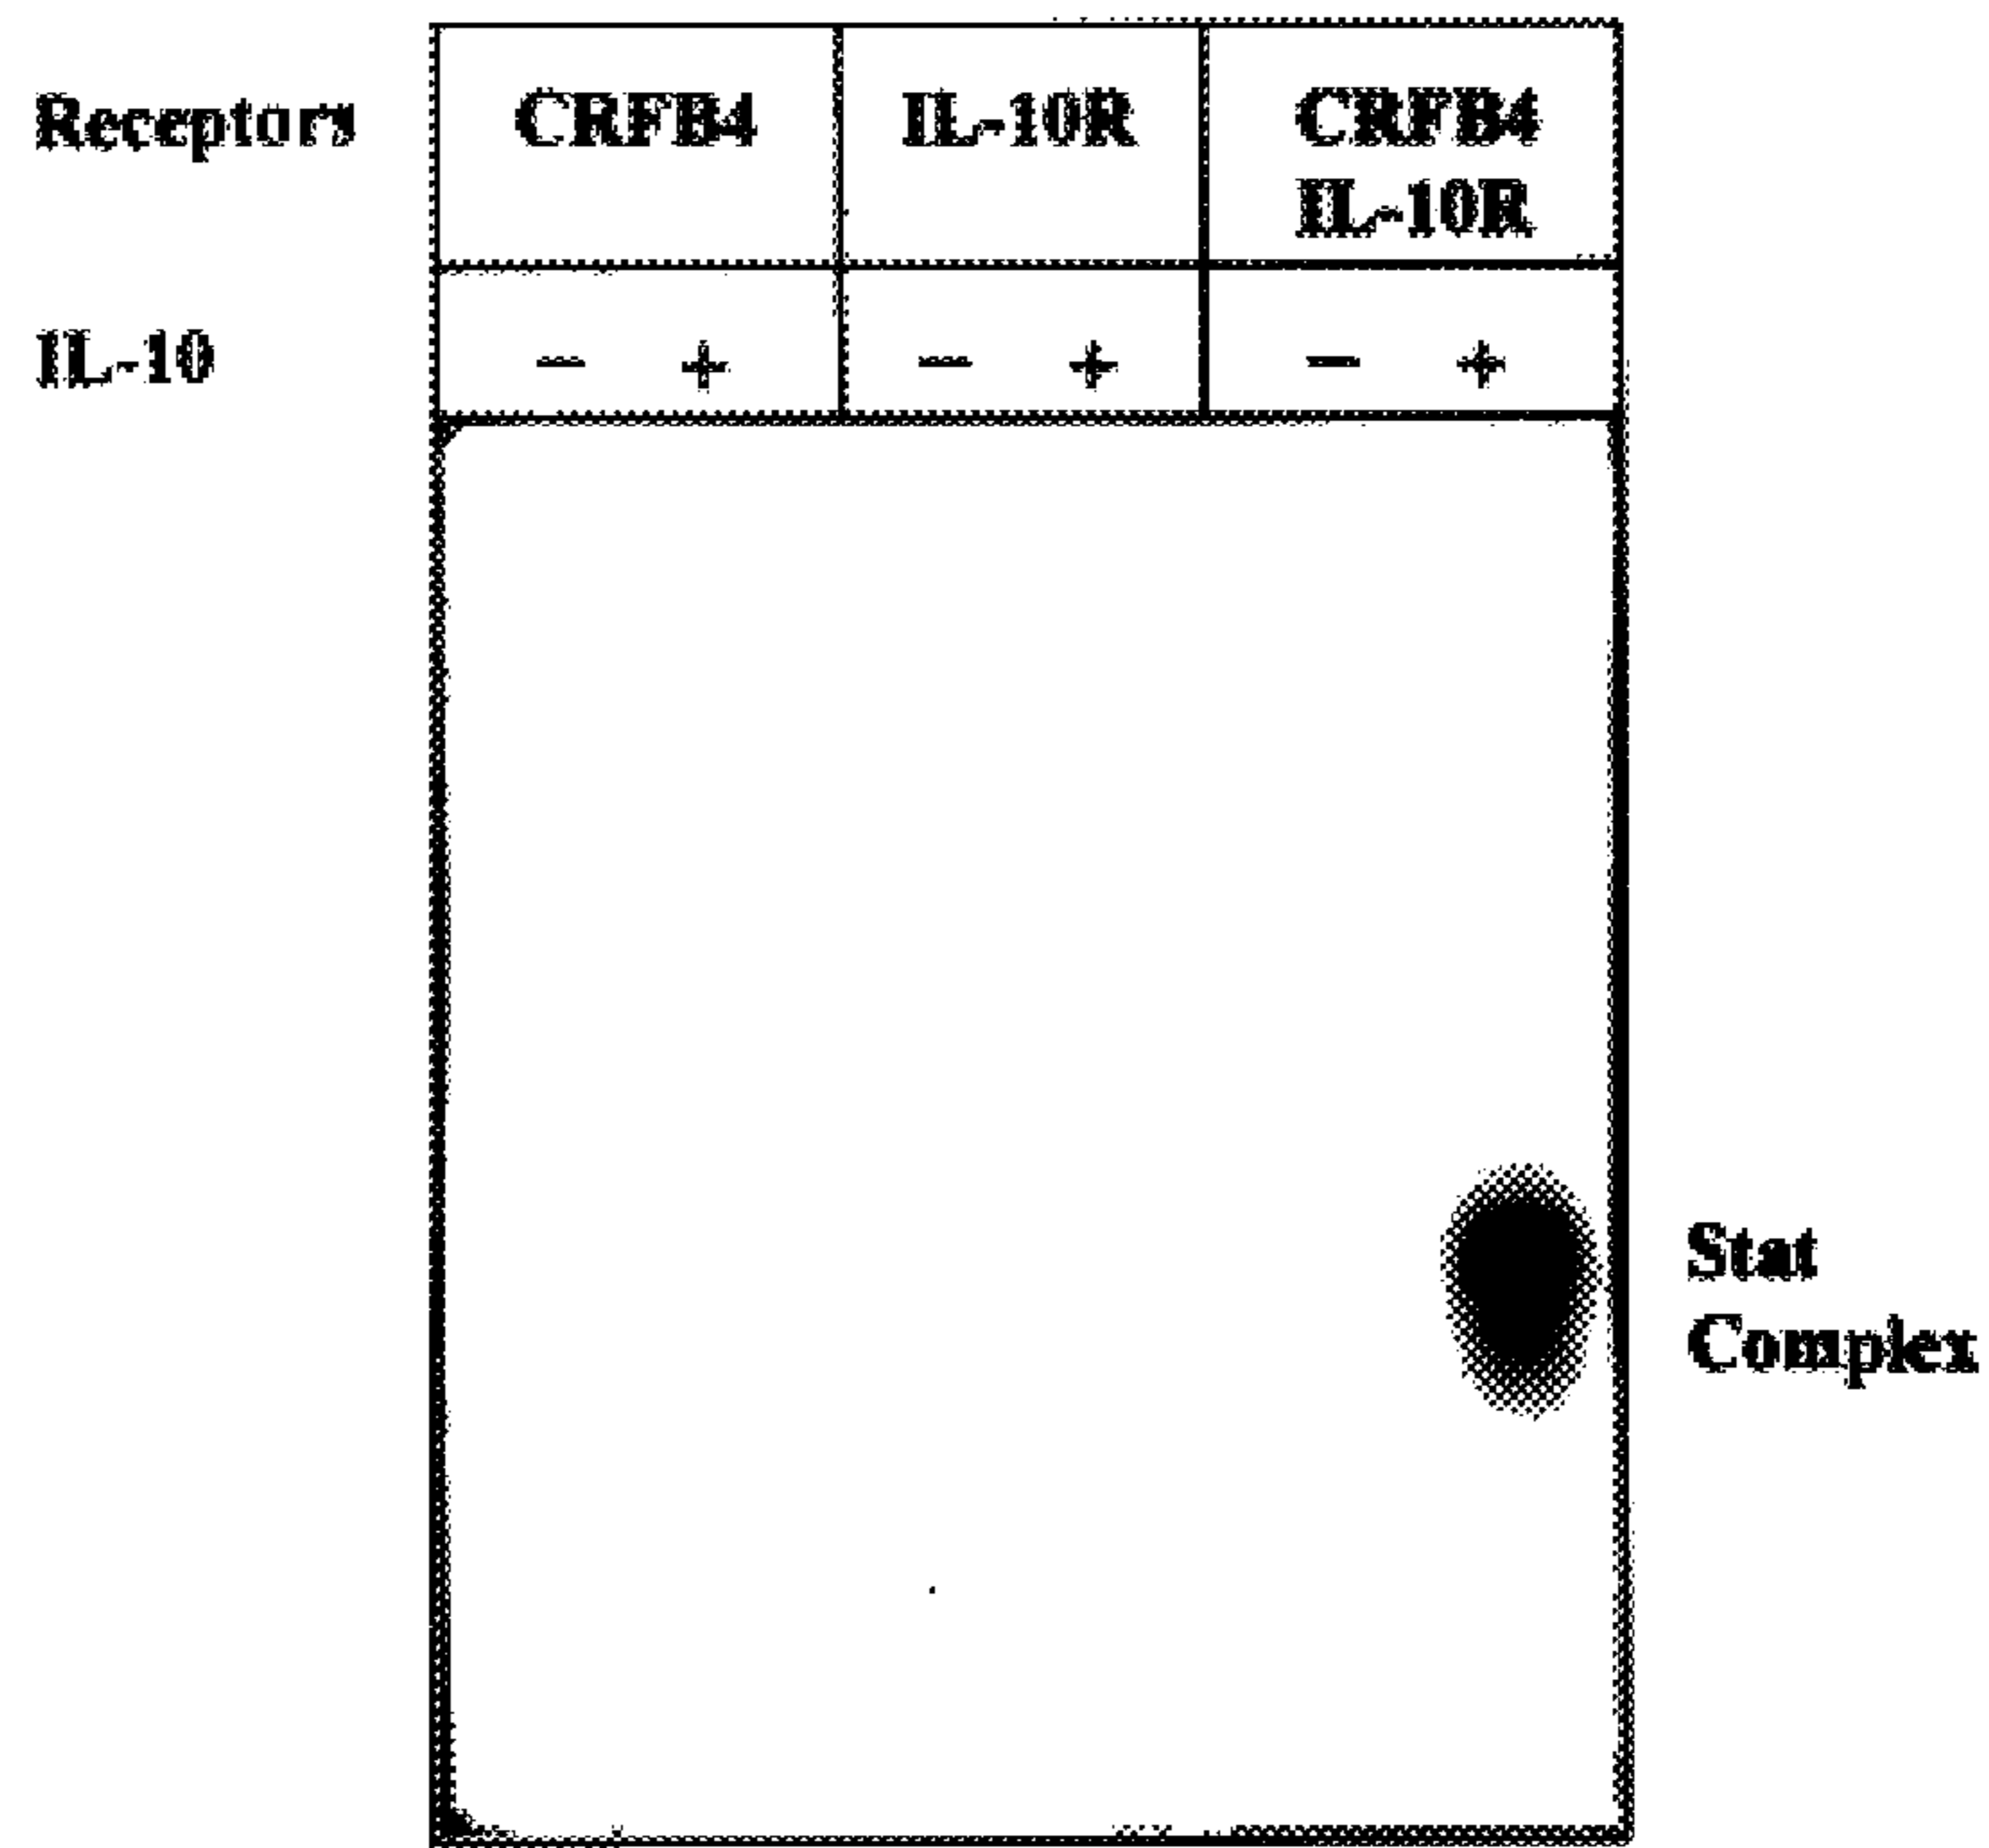 Receptors CRFB4 IL-10R CRFB4
IL-10R
IL-10 − + − + − +
Stat
Complex